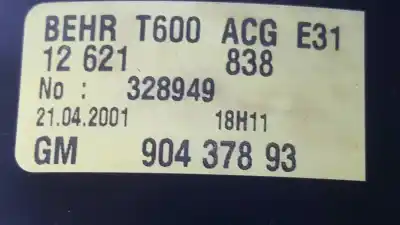 BEHR T600 ACG E31
12 621 838
No : 328949
21.04.2001 18H11
GM 904 378 93